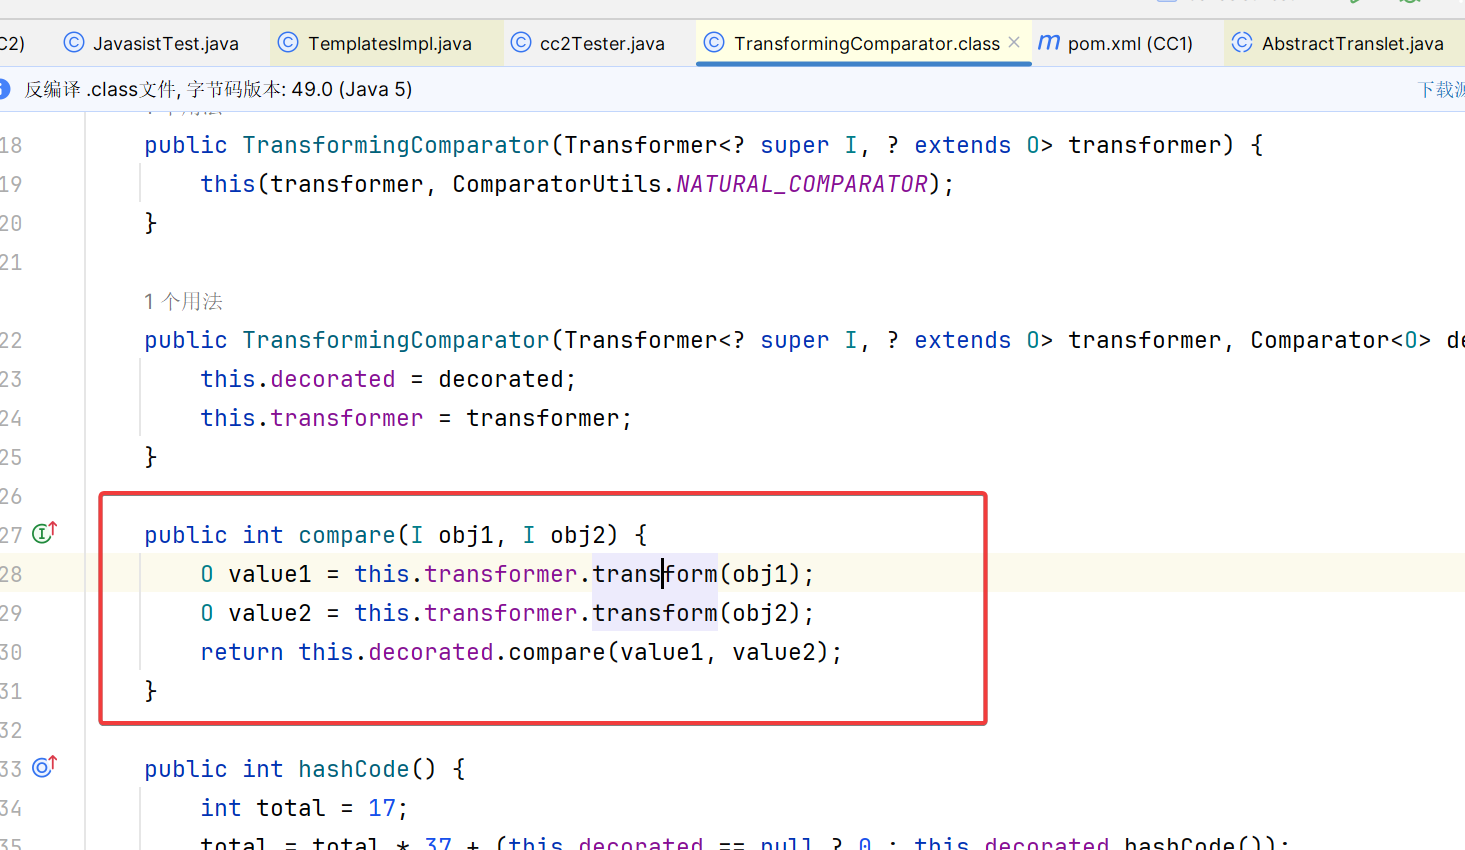 C2) JavasistTest.java TemplatesImpl.java cc2Tester.java TransformingComparator.class pom.xml (CC1) AbstractTranslet.java
反编译 .class文件, 字节码版本: 49.0 (Java 5) 下载源
18 public TransformingComparator(Transformer<? super I, ? extends O> transformer) {
19 this(transformer, ComparatorUtils.NATURAL_COMPARATOR);
20 }
21
1 个用法
22 public TransformingComparator(Transformer<? super I, ? extends O> transformer, Comparator<O> de
23 this.decorated = decorated;
24 this.transformer = transformer;
25 }
26
27 public int compare(I obj1, I obj2) {
28 O value1 = this.transformer.transform(obj1);
29 O value2 = this.transformer.transform(obj2);
30 return this.decorated.compare(value1, value2);
31 }
32
33 public int hashCode() {
34 int total = 17;
35 total = total * 37 + (this.decorated == null ? 0 : this.decorated.hashCode());